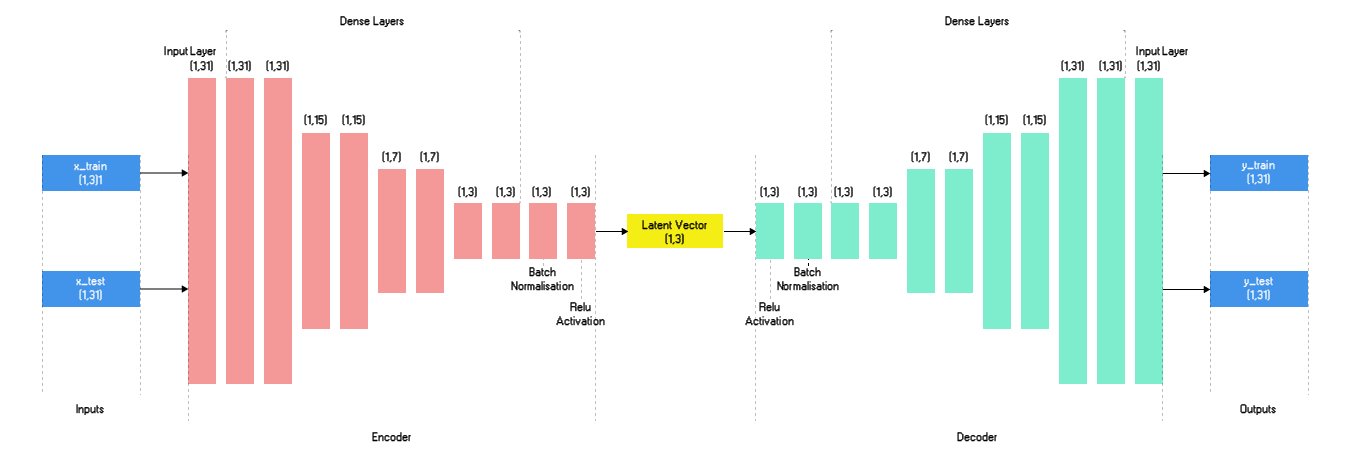 Dense Layers
Dense Layers
Input Layer
Input Layer
(1,31)
(1,31)
(1,31)
(1,31)
(1,31)
(1,31)
(1,15)
(1,15)
(1,15)
(1,15)
(1,7)
(1,7)
(1,7)
(1,7)
x_train
(1,3)1
y_train
(1,31)
(1,3)
(1,3)
(1,3)
(1,3)
(1,3)
(1,3)
(1,3)
(1,3)
Latent Vector
(1,3)
x_test
(1,31)
y_test
(1,31)
Batch
Normalisation
Batch
Normalisation
Relu
Activation
Relu
Activation
Inputs
Outputs
Encoder
Decoder